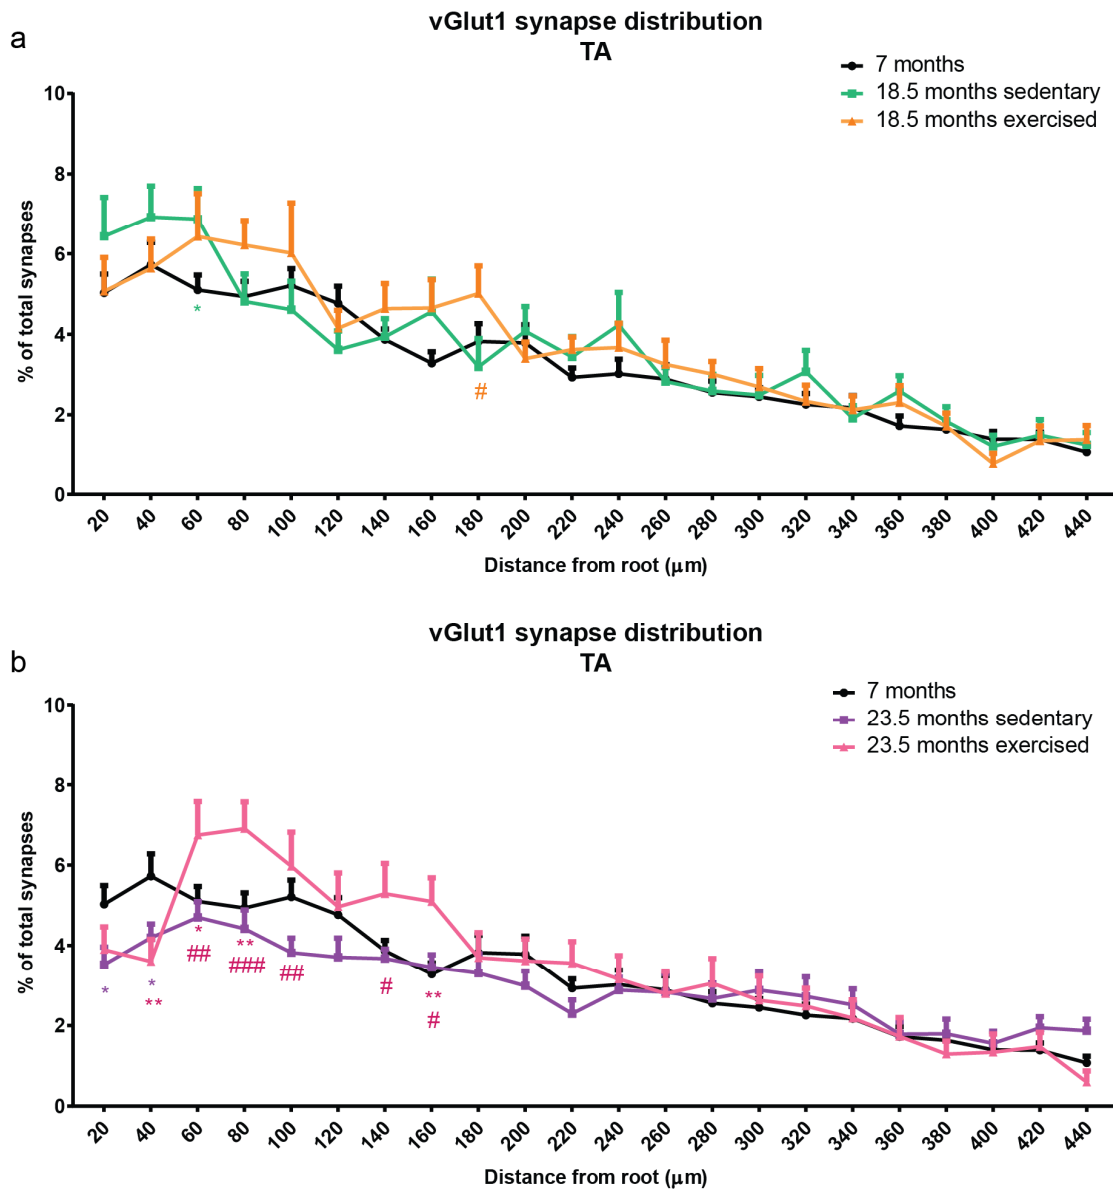 a
vGlut1 synapse distribution
TA
7 months
18.5 months sedentary
18.5 months exercised
% of total synapses
10
8
6
4
2
0
*
#
20 40 60 80 100 120 140 160 180 200 220 240 260 280 300 320 340 360 380 400 420 440
Distance from root (μm)
b
vGlut1 synapse distribution
TA
7 months
23.5 months sedentary
23.5 months exercised
% of total synapses
10
8
6
4
2
0
*
*
**
*
##
**
###
##
#
**
#
20 40 60 80 100 120 140 160 180 200 220 240 260 280 300 320 340 360 380 400 420 440
Distance from root (μm)